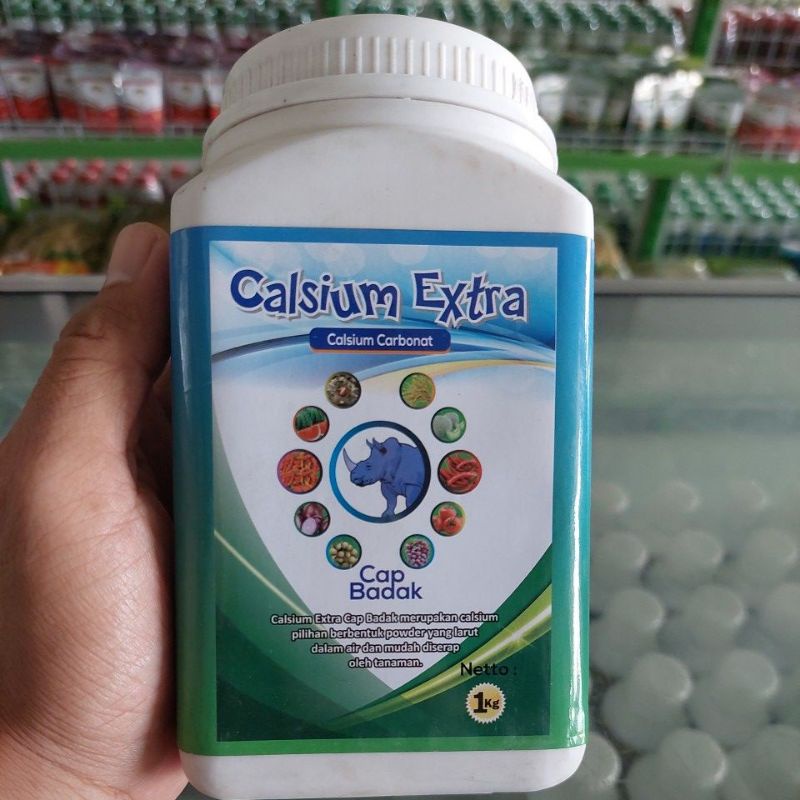 Calsium Extra
Calsium Carbonat
Cap
Badak
Calsium Extra Cap Badak merupakan calsium
pilihan berbentuk powder yang larut
dalam air dan mudah diserap
oleh tanaman.
Netto :
1Kg